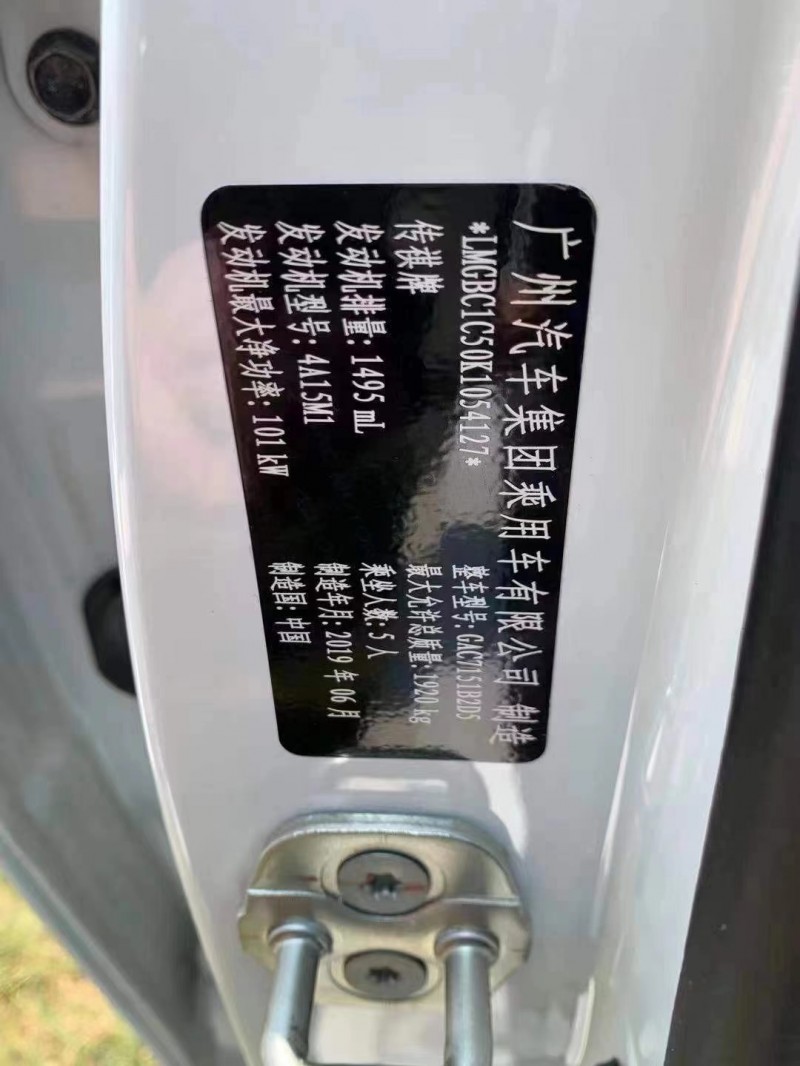 广州汽车集团乘用车有限公司 制造
*LMGBC1C50K1054127*
整车型号: GAC7151B2D5
传祺牌
最大允许总质量: 1920 kg
发动机排量: 1495 mL
乘坐人数: 5 人
发动机型号: 4A15M1
制造年月: 2019 年 06 月
发动机最大净功率: 101 kW
制造国: 中国